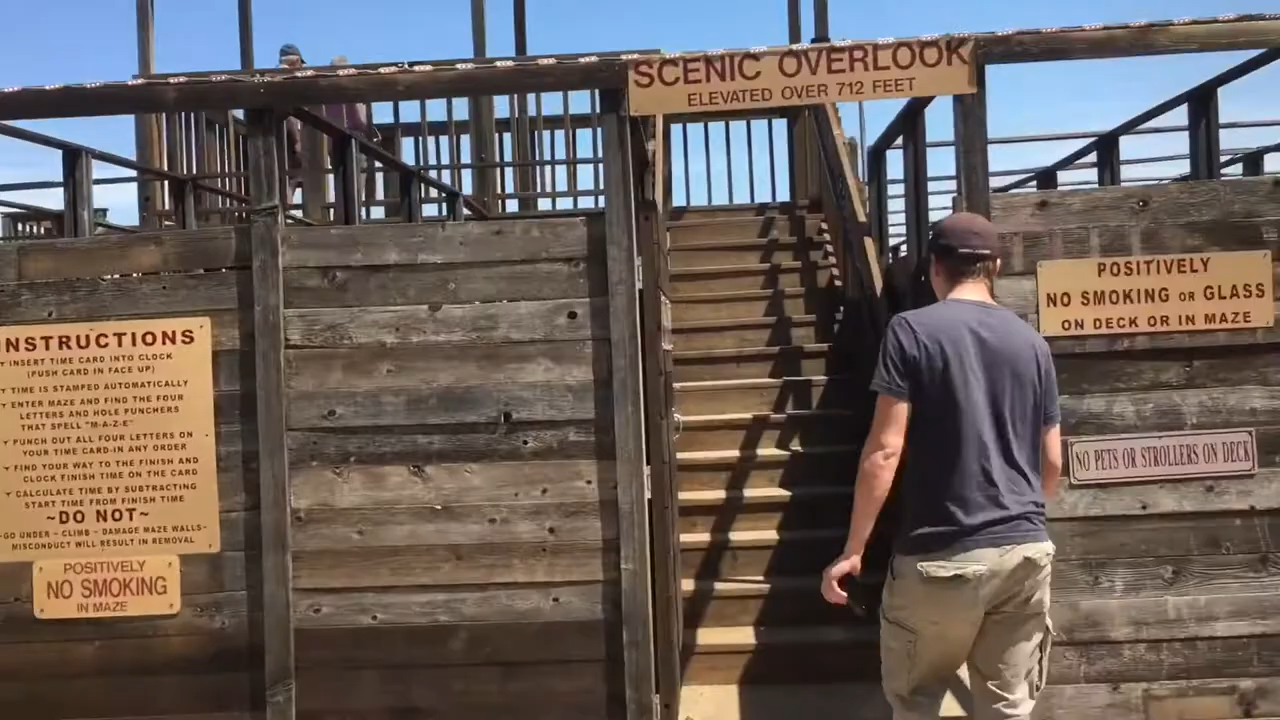 SCENIC OVERLOOK
ELEVATED OVER 712 FEET
NSTRUCTIONS
INSERT TIME CARD INTO CLOCK
(PUSH CARD IN FACE UP)
TIME IS STAMPED AUTOMATICALLY
ENTER MAZE AND FIND THE FOUR
LETTERS AND HOLE PUNCHERS
THAT SPELL "M-A-Z-E"
PUNCH OUT ALL FOUR LETTERS ON
YOUR TIME CARD-IN ANY ORDER
FIND YOUR WAY TO THE FINISH AND
CLOCK FINISH TIME ON THE CARD
CALCULATE TIME BY SUBTRACTING
START TIME FROM FINISH TIME
~DO NOT~
-GO UNDER - CLIMB - DAMAGE MAZE WALLS-
MISCONDUCT WILL RESULT IN REMOVAL
POSITIVELY
NO SMOKING
IN MAZE
POSITIVELY
NO SMOKING OR GLASS
ON DECK OR IN MAZE
NO PETS OR STROLLERS ON DECK